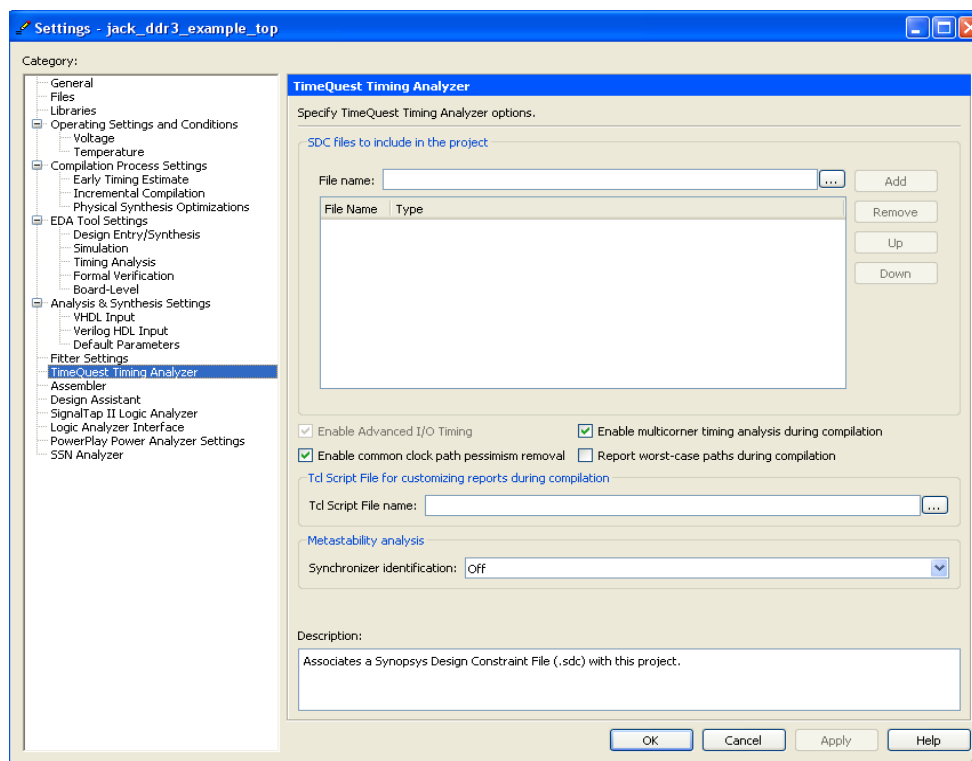 Settings - jack_ddr3_example_top
Category:
General
Files
Libraries
Operating Settings and Conditions
Voltage
Temperature
Compilation Process Settings
Early Timing Estimate
Incremental Compilation
Physical Synthesis Optimizations
EDA Tool Settings
Design Entry/Synthesis
Simulation
Timing Analysis
Formal Verification
Board-Level
Analysis & Synthesis Settings
VHDL Input
Verilog HDL Input
Default Parameters
Fitter Settings
TimeQuest Timing Analyzer
Assembler
Design Assistant
SignalTap II Logic Analyzer
Logic Analyzer Interface
PowerPlay Power Analyzer Settings
SSN Analyzer
TimeQuest Timing Analyzer
Specify TimeQuest Timing Analyzer options.
SDC files to include in the project
File name: ... Add
File Name Type Remove
Up
Down
Enable Advanced I/O Timing Enable multicorner timing analysis during compilation
Enable common clock path pessimism removal Report worst-case paths during compilation
Tcl Script File for customizing reports during compilation
Tcl Script File name: ...
Metastability analysis
Synchronizer identification: Off
Description:
Associates a Synopsys Design Constraint File (.sdc) with this project.
OK Cancel Apply Help